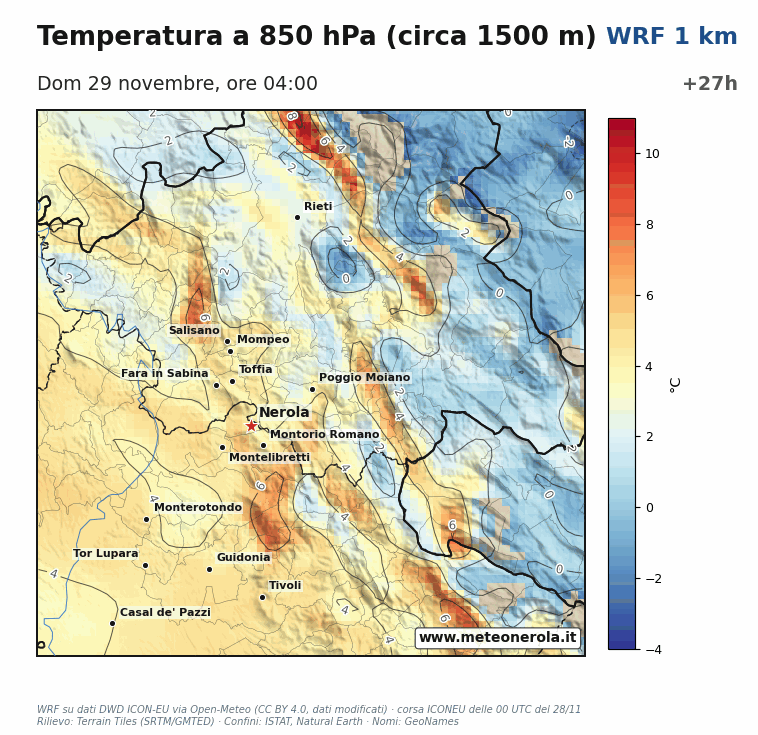 Temperatura a 850 hPa (circa 1500 m) WRF 1 km
Dom 29 novembre, ore 04:00 +27h
Rieti
Salisano
Mompeo
Fara in Sabina
Toffia
Poggio Moiano
Nerola
Montorio Romano
Montelibretti
Monterotondo
Tor Lupara
Guidonia
Tivoli
Casal de' Pazzi
www.meteonerola.it
10
8
6
4
2
0
−2
−4
°C
WRF su dati DWD ICON-EU via Open-Meteo (CC BY 4.0, dati modificati) · corsa ICONEU delle 00 UTC del 28/11
Rilievo: Terrain Tiles (SRTM/GMTED) · Confini: ISTAT, Natural Earth · Nomi: GeoNames